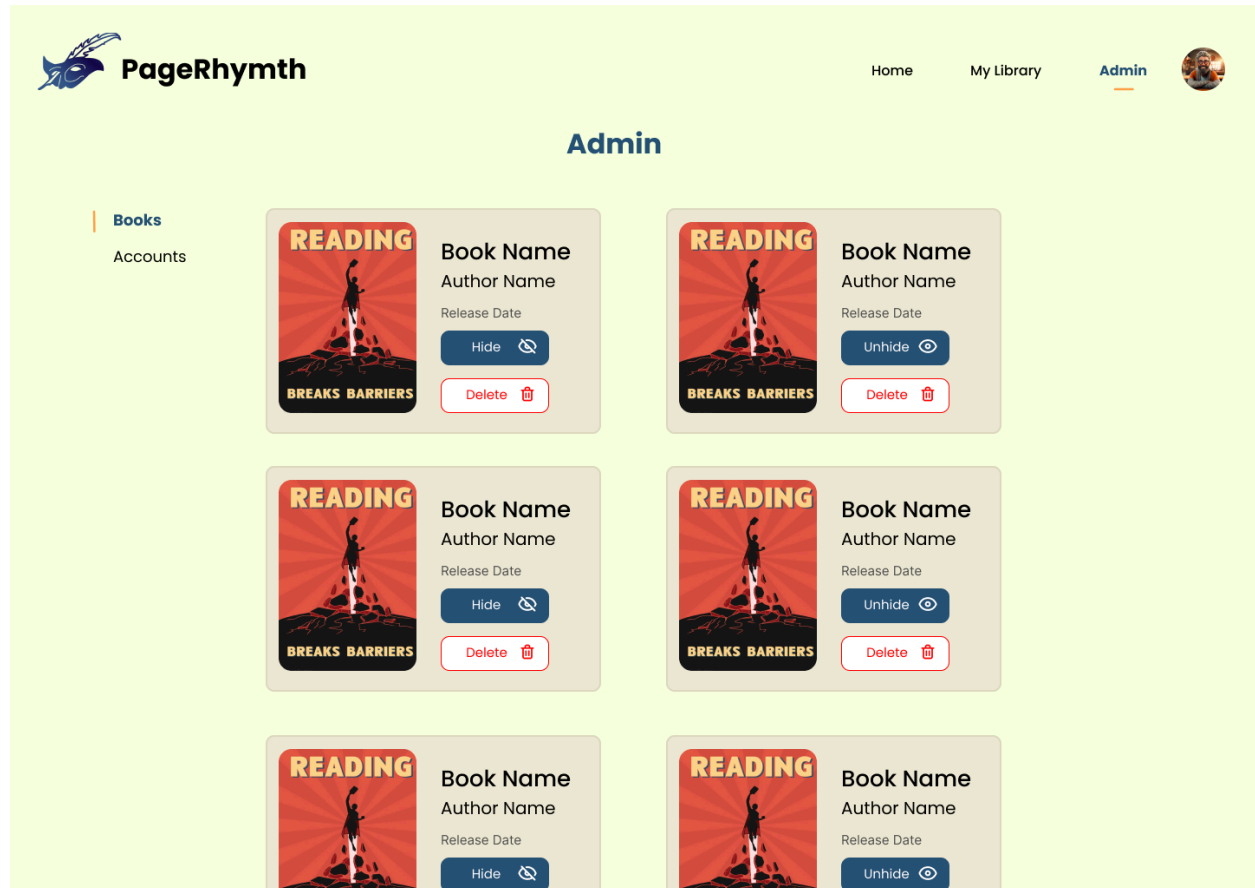 PageRhymth
Home My Library Admin
Admin
Books
Accounts
READING
BREAKS BARRIERS
Book Name
Author Name
Release Date
Hide
Delete
READING
BREAKS BARRIERS
Book Name
Author Name
Release Date
Unhide
Delete
READING
BREAKS BARRIERS
Book Name
Author Name
Release Date
Hide
Delete
READING
BREAKS BARRIERS
Book Name
Author Name
Release Date
Unhide
Delete
READING
Book Name
Author Name
Release Date
Hide
READING
Book Name
Author Name
Release Date
Unhide